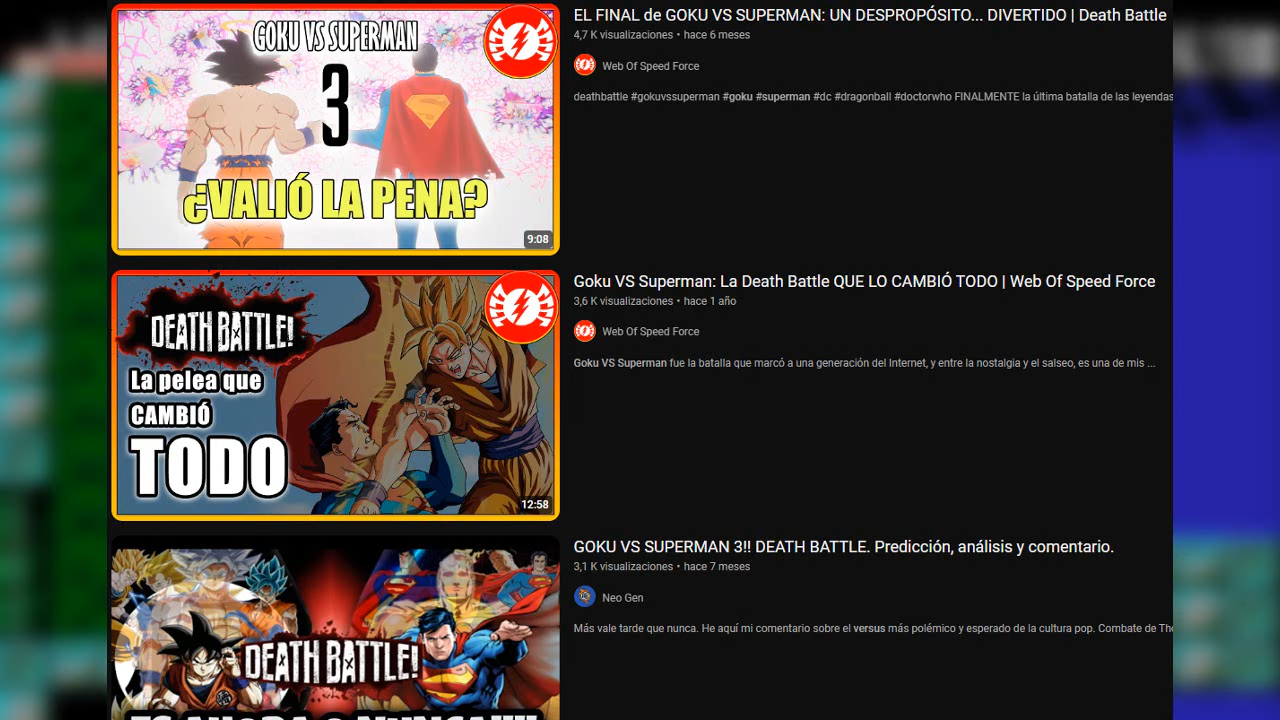 GOKU VS SUPERMAN
3
¿VALIÓ LA PENA?
9:08
EL FINAL de GOKU VS SUPERMAN: UN DESPROPÓSITO... DIVERTIDO | Death Battle
4,7 K visualizaciones • hace 6 meses
Web Of Speed Force
deathbattle #gokuvssuperman #goku #superman #dc #dragonball #doctorwho FINALMENTE la última batalla de las leyendas
DEATH BATTLE!
La pelea que
CAMBIÓ
TODO
12:58
Goku VS Superman: La Death Battle QUE LO CAMBIÓ TODO | Web Of Speed Force
3,6 K visualizaciones • hace 1 año
Web Of Speed Force
Goku VS Superman fue la batalla que marcó a una generación del Internet, y entre la nostalgia y el salseo, es una de mis ...
DEATH BATTLE!
ES AHORA O NUNCA!!!!
GOKU VS SUPERMAN 3!! DEATH BATTLE. Predicción, análisis y comentario.
3,1 K visualizaciones • hace 7 meses
Neo Gen
Más vale tarde que nunca. He aquí mi comentario sobre el versus más polémico y esperado de la cultura pop. Combate de